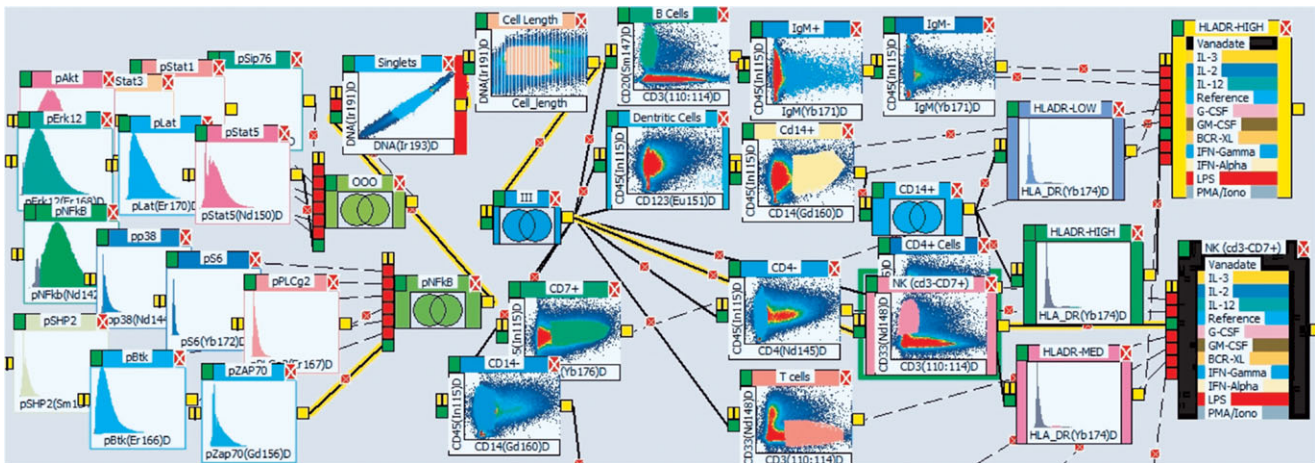 pSip76
pStat1
Stat3
pAkt
pErk12
pErk12(Er168)D
pLat
pLat(Er170)D
pStat5
pStat5(Nd150)D
pNFkB
pNFkb(Nd142
pp38
pp38(Nd144
pS6
pS6(Yb172)D
pPLCg2
Er167)D
pSHP2
pBtk
pBtk(Er166)D
pZAP70
pZap70(Gd156)D
OOO
pNFkB
Singlets
DNA(Ir191)D
DNA(Ir193)D
Cell Length
DNA(Ir191)D
Cell_length
III
CD7+
(In115)D
(Yb176)D
CD14-
CD45(In115)D
CD14(Gd160)D
B Cells
CD20(Sm147)D
CD3(110:114)D
Dentritic Cells
CD45(In115)D
CD123(Eu151)D
IgM+
CD45(In115)D
IgM(Yb171)D
IgM-
CD45(In115)D
IgM(Yb171)D
Cd14+
CD45(In115)D
CD14(Gd160)D
CD14+
CD4+ Cells
CD4-
CD45(In115)D
CD4(Nd145)D
NK (cd3-CD7+)
CD33(Nd148)D
CD3(110:114)D
T cells
CD33(Nd148)D
CD3(110:114)D
HLADR-LOW
HLA_DR(Yb174)D
HLADR-HIGH
HLA_DR(Yb174)D
HLADR-MED
HLA_DR(Yb174)D
HLADR-HIGH
Vanadate
IL-3
IL-2
IL-12
Reference
G-CSF
GM-CSF
BCR-XL
IFN-Gamma
IFN-Alpha
LPS
PMA/Iono
NK (cd3-CD7+)
Vanadate
IL-3
IL-2
IL-12
Reference
G-CSF
GM-CSF
BCR-XL
IFN-Gamma
IFN-Alpha
LPS
PMA/Iono